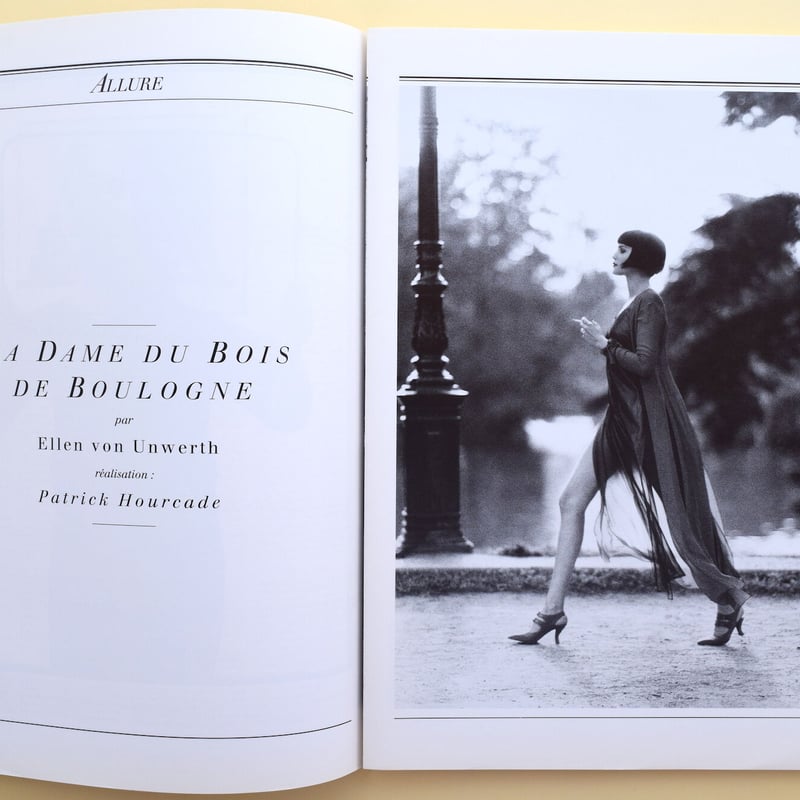 ALLURE
A DAME DU BOIS
DE BOULOGNE
par
Ellen von Unwerth
réalisation :
Patrick Hourcade